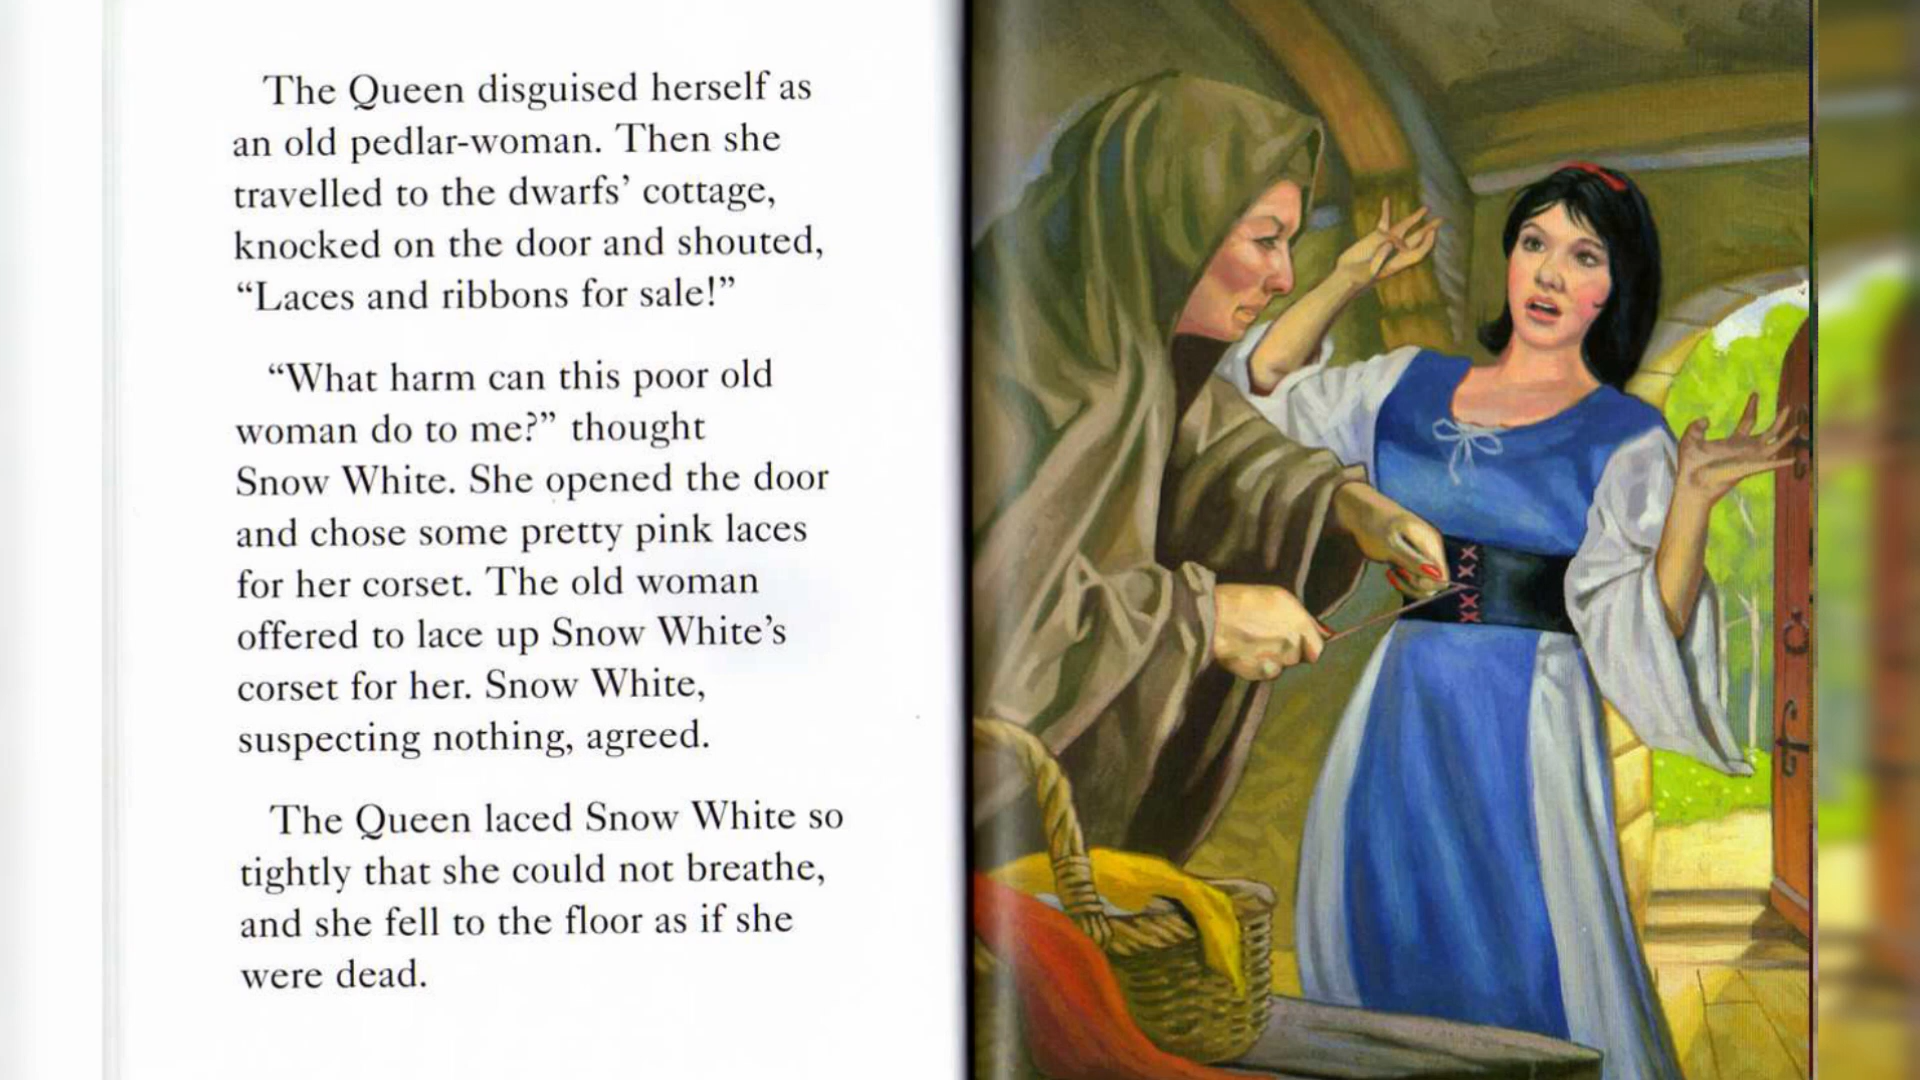 The Queen disguised herself as
an old pedlar-woman. Then she
travelled to the dwarfs’ cottage,
knocked on the door and shouted,
“Laces and ribbons for sale!”
“What harm can this poor old
woman do to me?” thought
Snow White. She opened the door
and chose some pretty pink laces
for her corset. The old woman
offered to lace up Snow White’s
corset for her. Snow White,
suspecting nothing, agreed.
The Queen laced Snow White so
tightly that she could not breathe,
and she fell to the floor as if she
were dead.